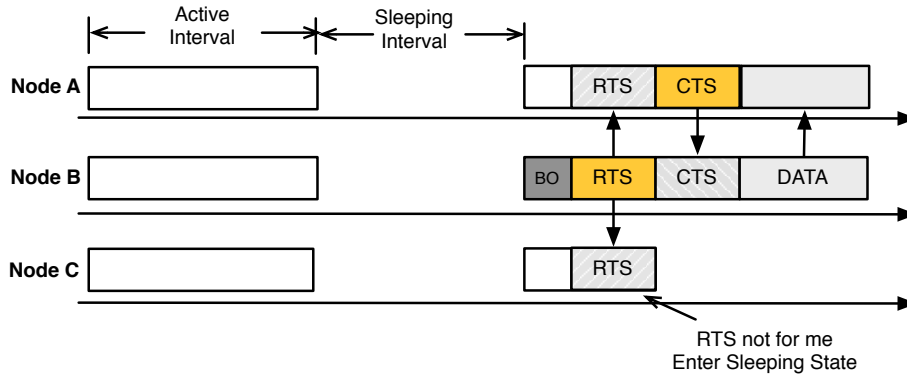 Active
Interval
Sleeping
Interval
Node A
RTS
CTS
Node B
BO
RTS
CTS
DATA
Node C
RTS
RTS not for me
Enter Sleeping State